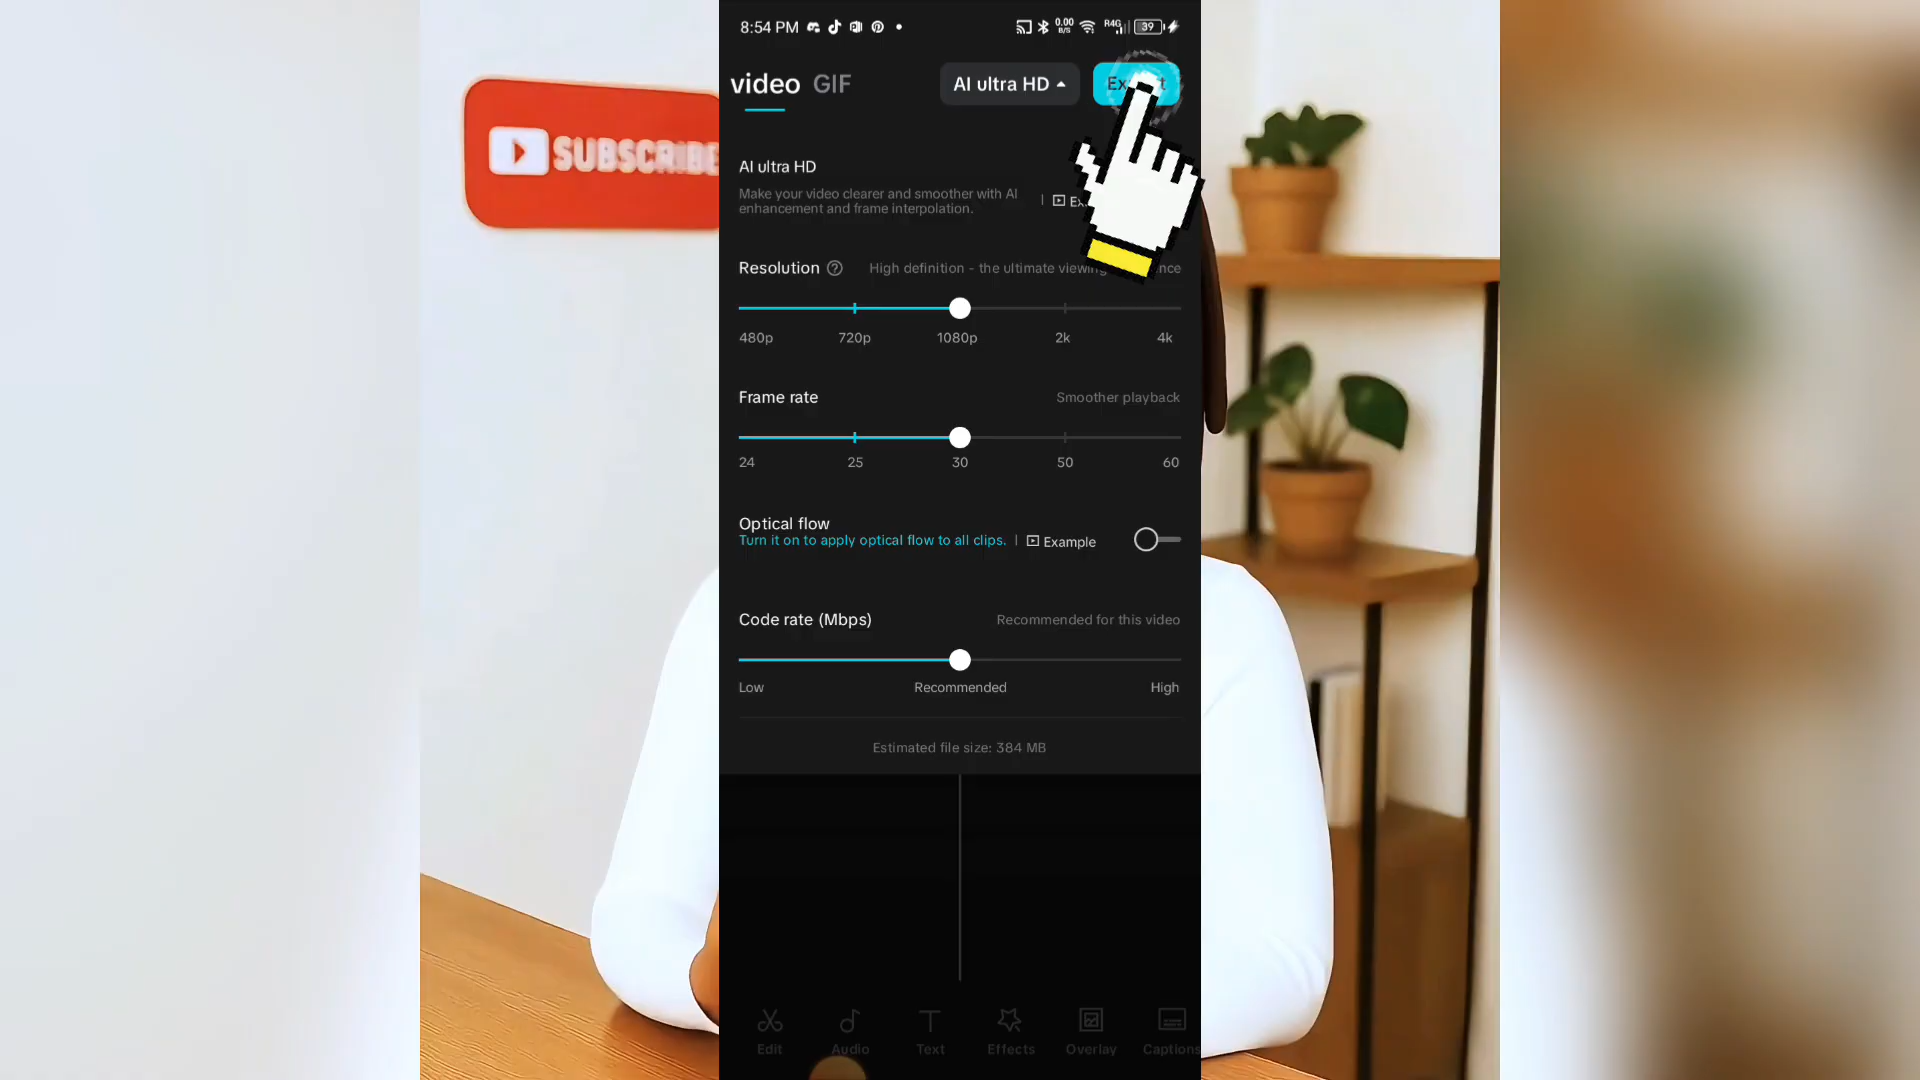 8:54 PM
0.00
B/S
R4G
39
video GIF
AI ultra HD
SUBSCRIBE
AI ultra HD
Make your video clearer and smoother with AI
enhancement and frame interpolation.
Resolution
High definition - the ultimate
480p 720p 1080p 2k 4k
Frame rate
Smoother playback
24 25 30 50 60
Optical flow
Turn it on to apply optical flow to all clips. | Example
Code rate (Mbps)
Recommended for this video
Low Recommended High
Estimated file size: 384 MB
Edit Audio Text Effects Overlay Captions